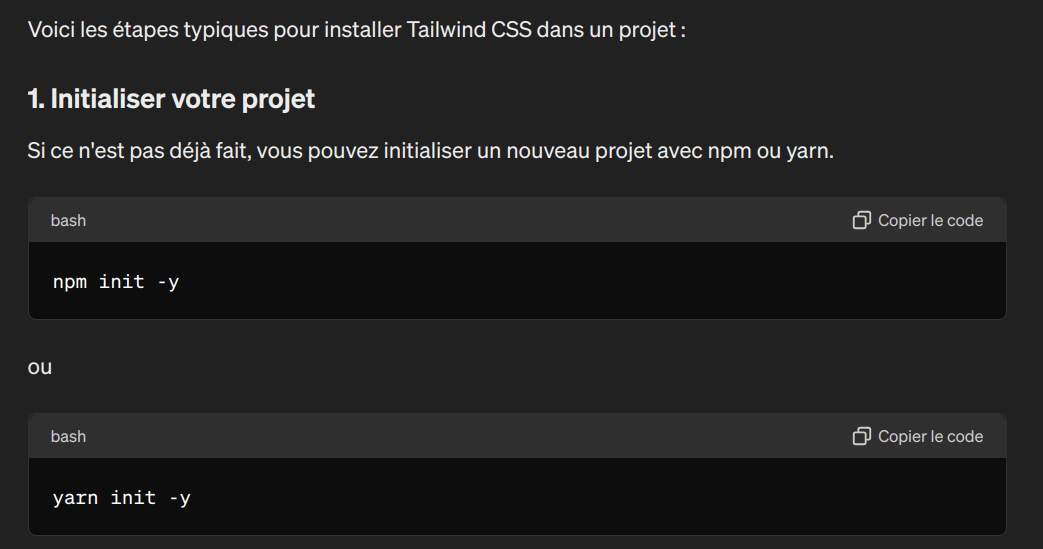 Voici les étapes typiques pour installer Tailwind CSS dans un projet :
1. Initialiser votre projet
Si ce n'est pas déjà fait, vous pouvez initialiser un nouveau projet avec npm ou yarn.
bash Copier le code
npm init -y
ou
bash Copier le code
yarn init -y